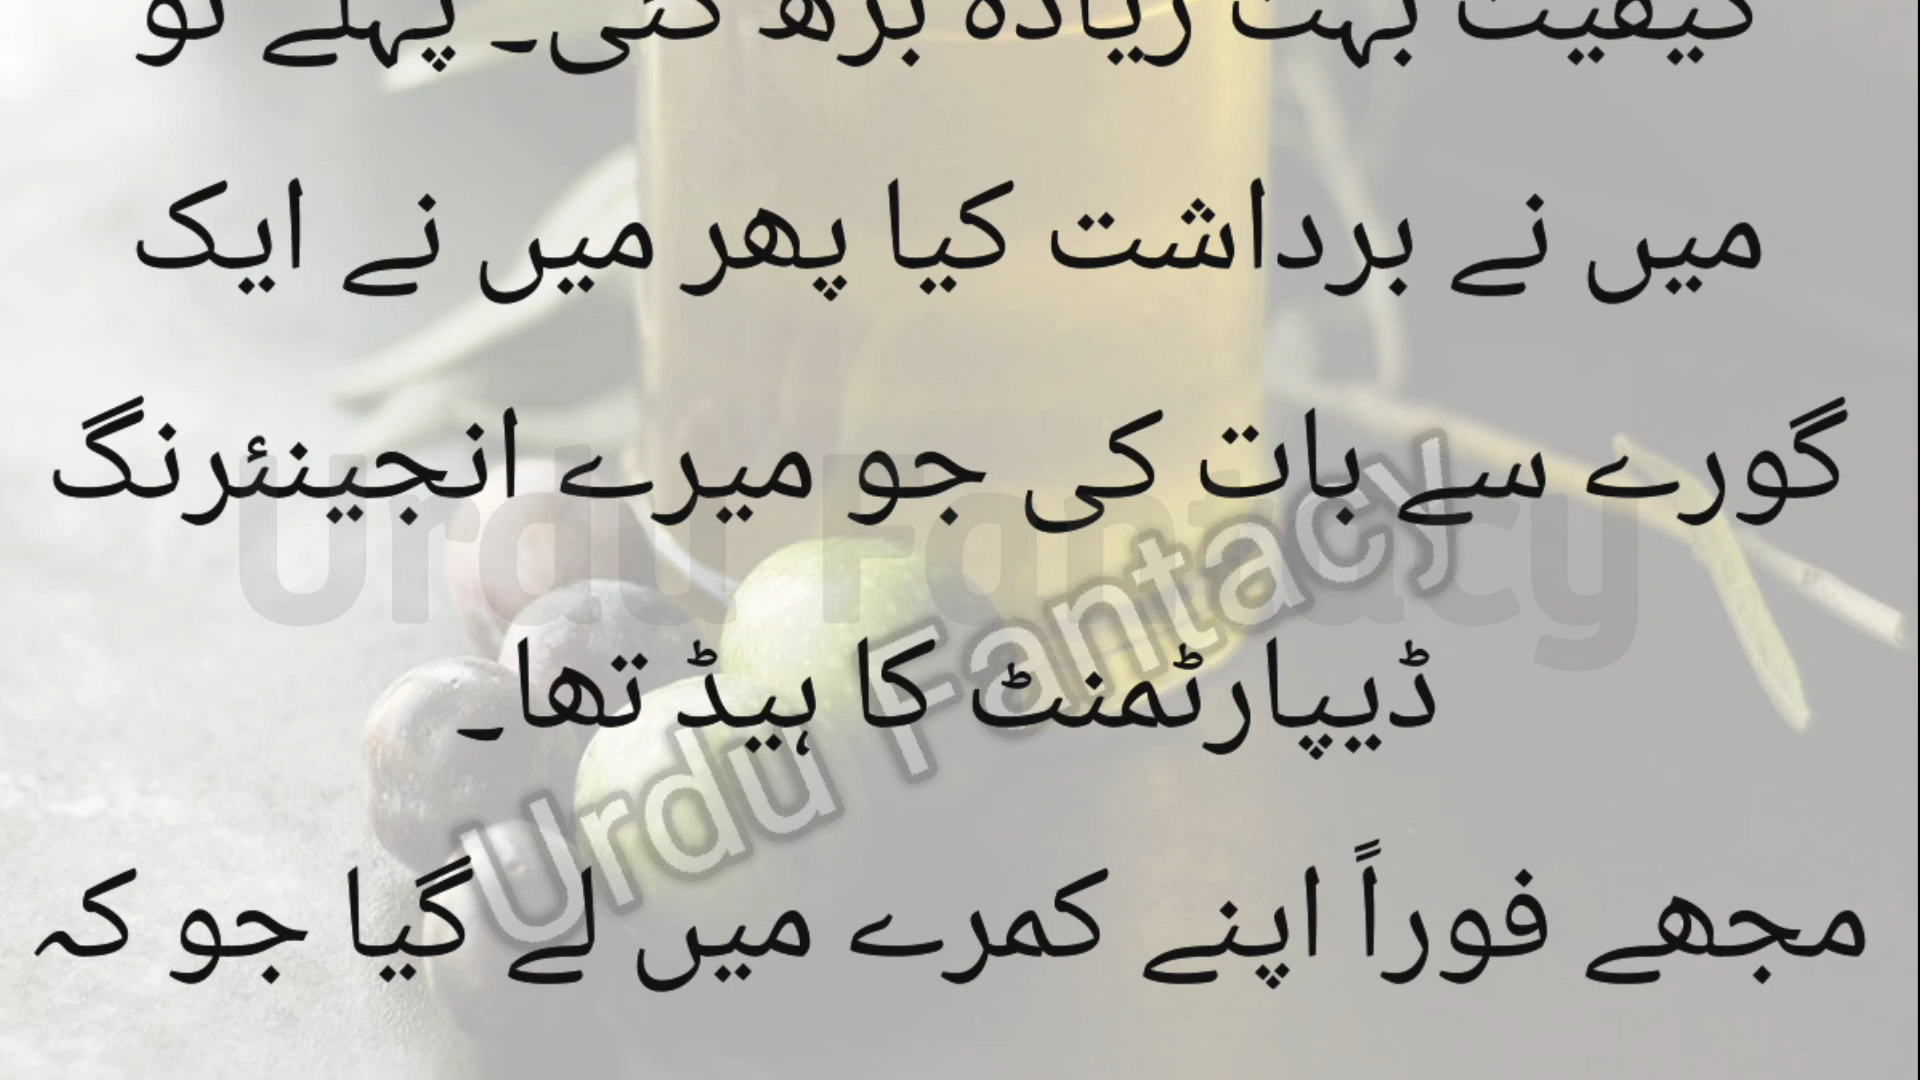 کیفیت بہت زیادہ بڑھ گئی۔ پہلے تو
میں نے برداشت کیا پھر میں نے ایک
گورے سے بات کی جو میرے انجینئرنگ
ڈیپارٹمنٹ کا ہیڈ تھا۔
مجھے فوراً اپنے کمرے میں لے گیا جو کہ
Urdu Fantacy
Urdu Fantacy